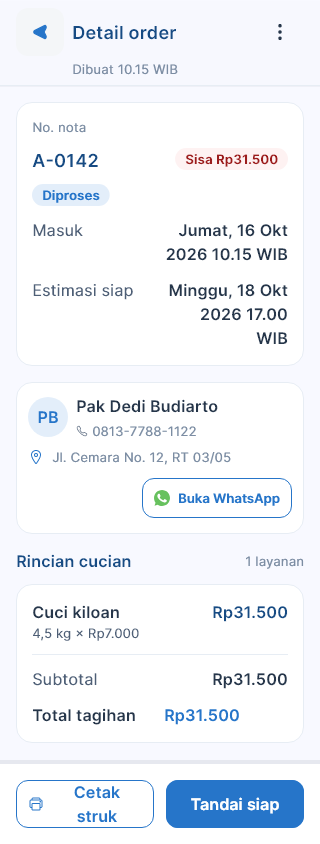 Detail order
Dibuat 10.15 WIB
No. nota
A-0142
Sisa Rp31.500
Diproses
Masuk
Jumat, 16 Okt
2026 10.15 WIB
Estimasi siap
Minggu, 18 Okt
2026 17.00
WIB
PB
Pak Dedi Budiarto
0813-7788-1122
Jl. Cemara No. 12, RT 03/05
Buka WhatsApp
Rincian cucian
1 layanan
Cuci kiloan
Rp31.500
4,5 kg × Rp7.000
Subtotal
Rp31.500
Total tagihan
Rp31.500
Cetak
struk
Tandai siap